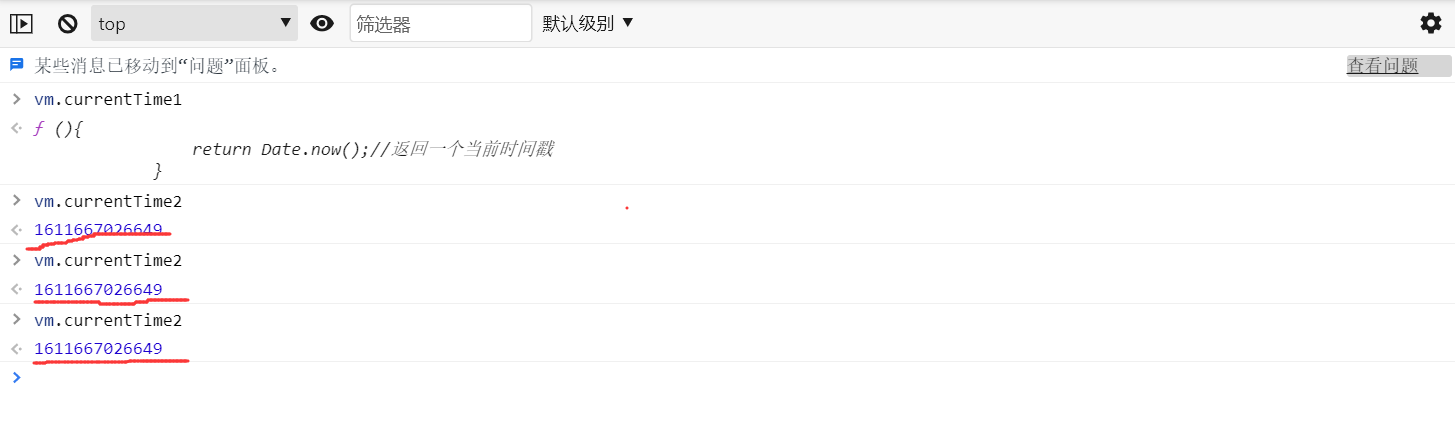 top 筛选器 默认级别
某些消息已移动到“问题”面板。 查看问题
vm.currentTime1
ƒ (){
return Date.now();//返回一个当前时间戳
}
vm.currentTime2
1611667026649
vm.currentTime2
1611667026649
vm.currentTime2
1611667026649